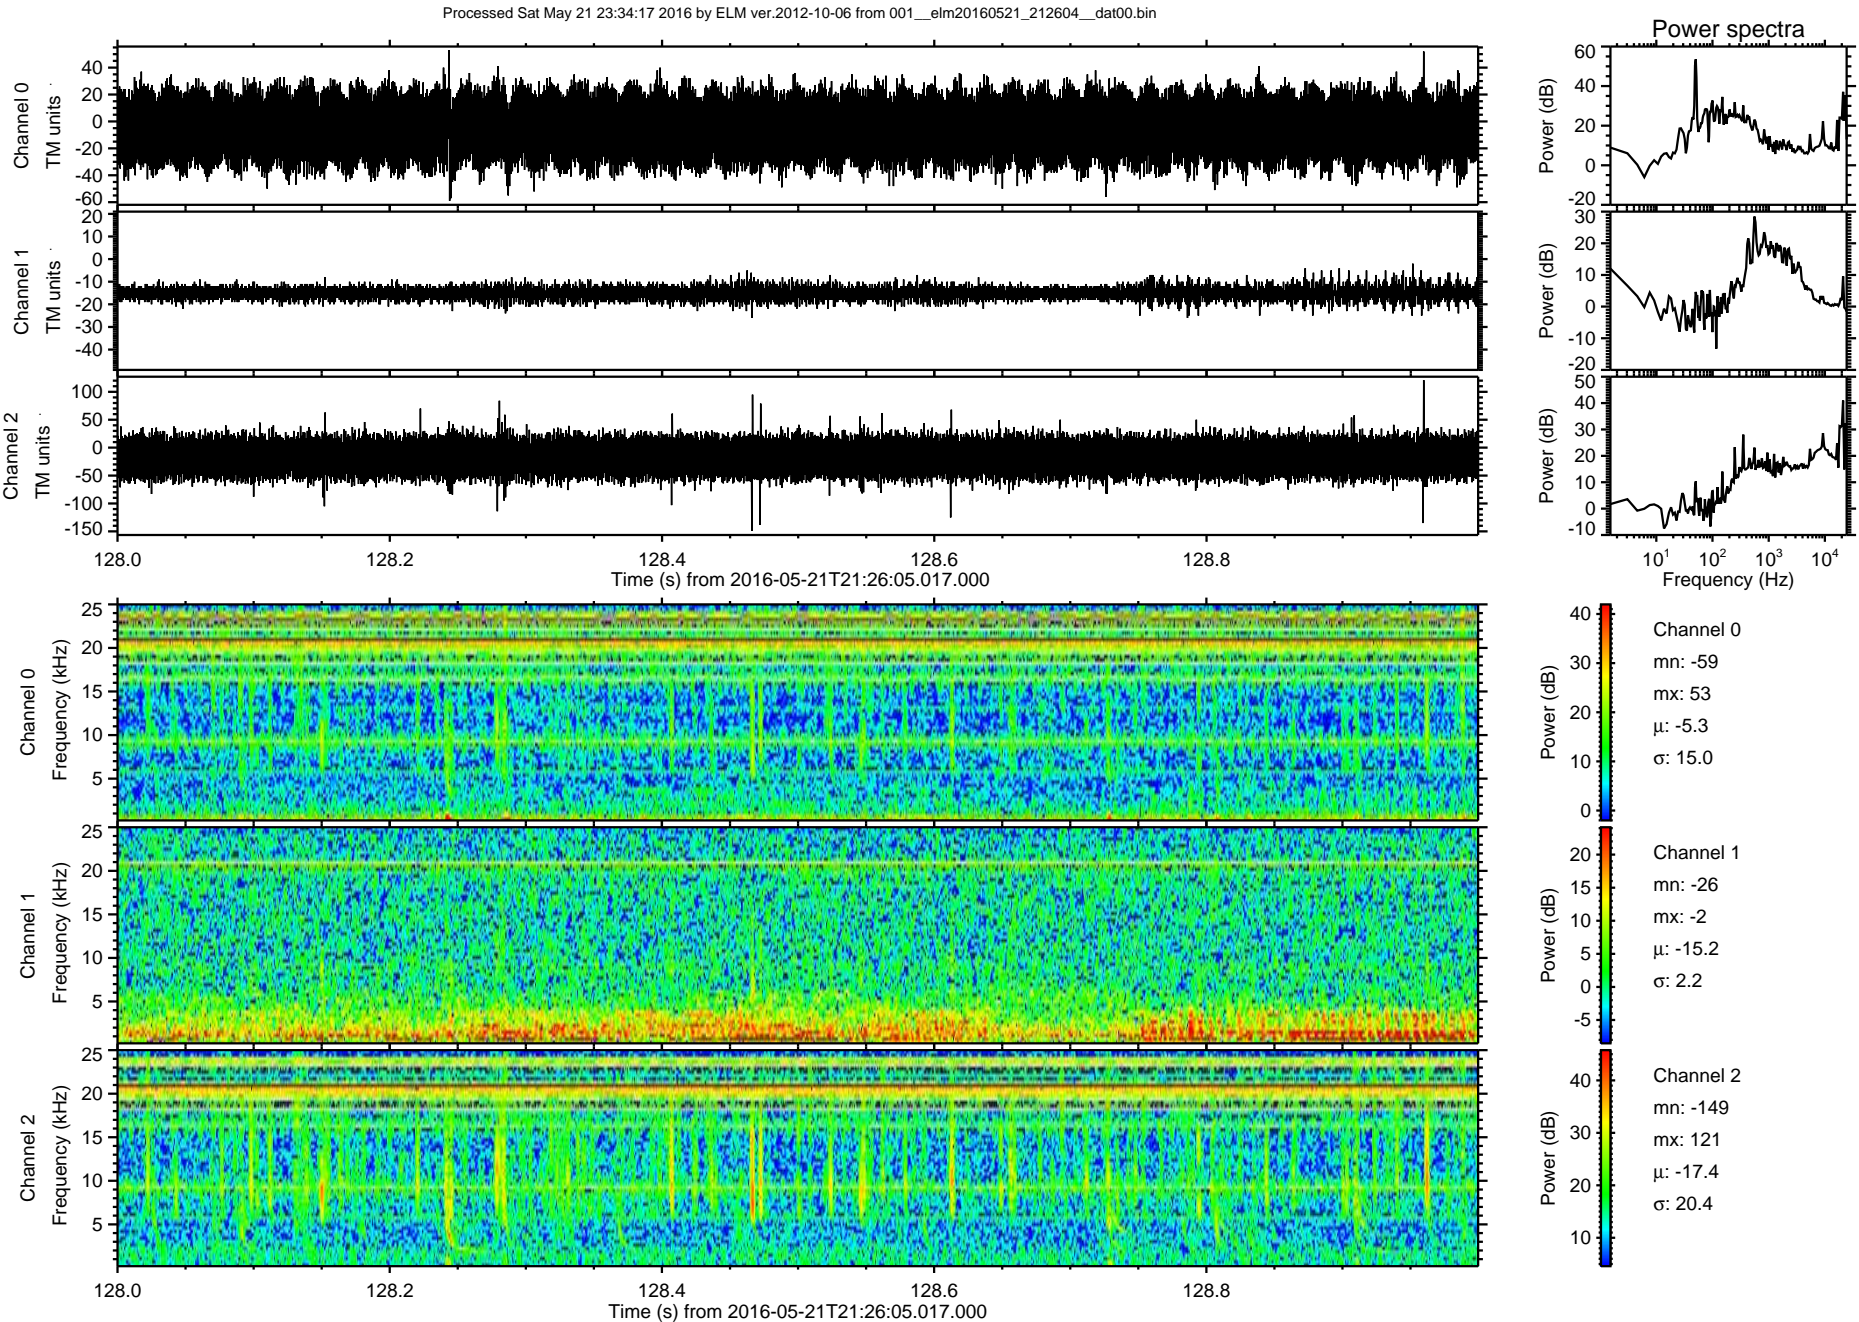 Processed Sat May 21 23:34:17 2016 by ELM ver.2012-10-06 from 001__elm20160521_212604__dat00.bin
Power spectra
Channel 0
TM units
40
20
0
-20
-40
-60
Power (dB)
60
40
20
0
-20
Channel 1
TM units
20
10
0
-10
-20
-30
-40
Power (dB)
30
20
10
0
-10
-20
Channel 2
TM units
100
50
0
-50
-100
-150
Power (dB)
50
40
30
20
10
0
-10
128.0 128.2 128.4 128.6 128.8
Time (s) from 2016-05-21T21:26:05.017.000
10¹ 10² 10³ 10⁴
Frequency (Hz)
Channel 0
Frequency (kHz)
25
20
15
10
5
Power (dB)
40
30
20
10
0
Channel 0
mn: -59
mx: 53
μ: -5.3
σ: 15.0
Channel 1
Frequency (kHz)
25
20
15
10
5
Power (dB)
20
15
10
5
0
-5
Channel 1
mn: -26
mx: -2
μ: -15.2
σ: 2.2
Channel 2
Frequency (kHz)
25
20
15
10
5
Power (dB)
40
30
20
10
Channel 2
mn: -149
mx: 121
μ: -17.4
σ: 20.4
128.0 128.2 128.4 128.6 128.8
Time (s) from 2016-05-21T21:26:05.017.000